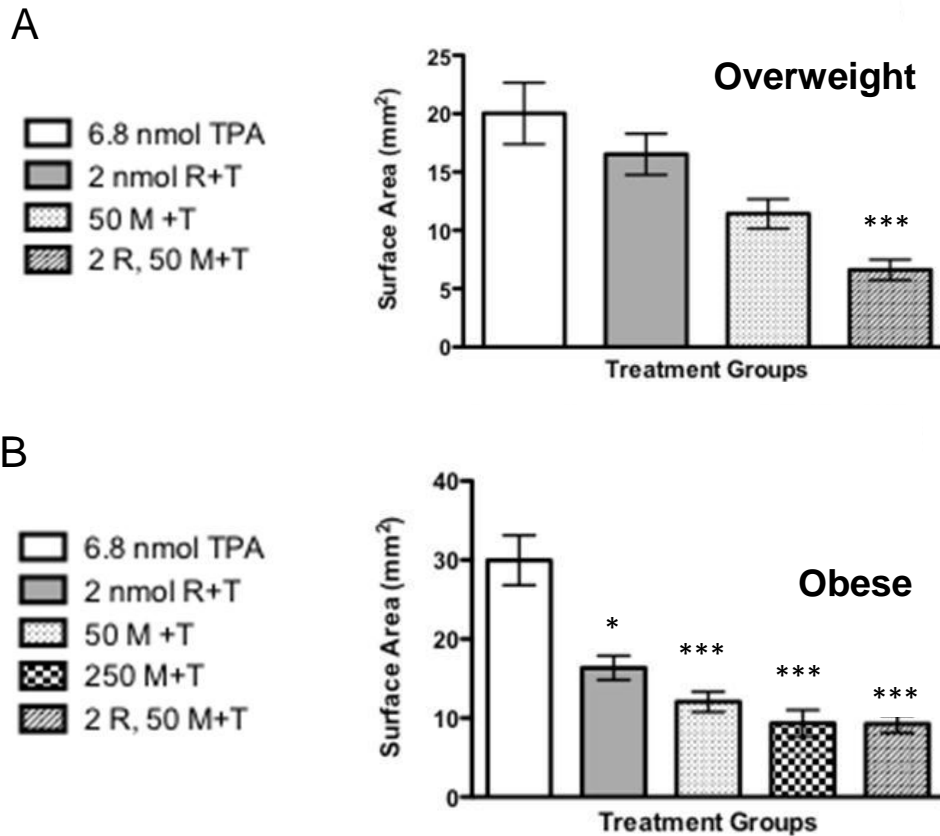 A
Overweight
6.8 nmol TPA
2 nmol R+T
50 M +T
2 R, 50 M+T
Surface Area (mm²)
25
20
15
10
5
0
***
Treatment Groups
B
Obese
6.8 nmol TPA
2 nmol R+T
50 M +T
250 M+T
2 R, 50 M+T
Surface Area (mm²)
40
30
20
10
0
*
***
***
***
Treatment Groups